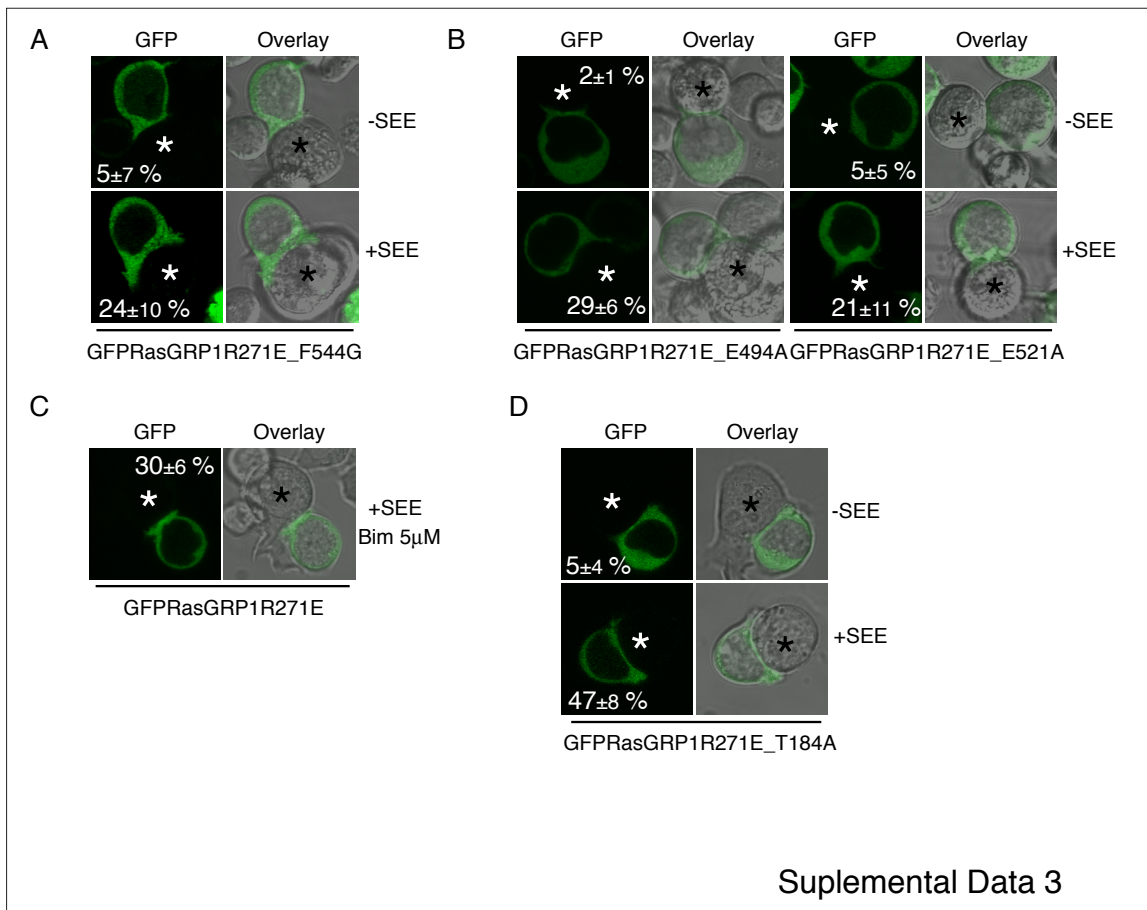 A
GFP Overlay
5±7 %
* *
-SEE
24±10 %
* *
+SEE
GFPRasGRP1R271E_F544G
B
GFP Overlay GFP Overlay
2±1 %
* * * *
5±5 %
-SEE
29±6 %
* * * *
21±11 %
+SEE
GFPRasGRP1R271E_E494A GFPRasGRP1R271E_E521A
C
GFP Overlay
30±6 %
* *
+SEE
Bim 5μM
GFPRasGRP1R271E
D
GFP Overlay
* *
5±4 %
-SEE
* *
47±8 %
+SEE
GFPRasGRP1R271E_T184A
Suplemental Data 3